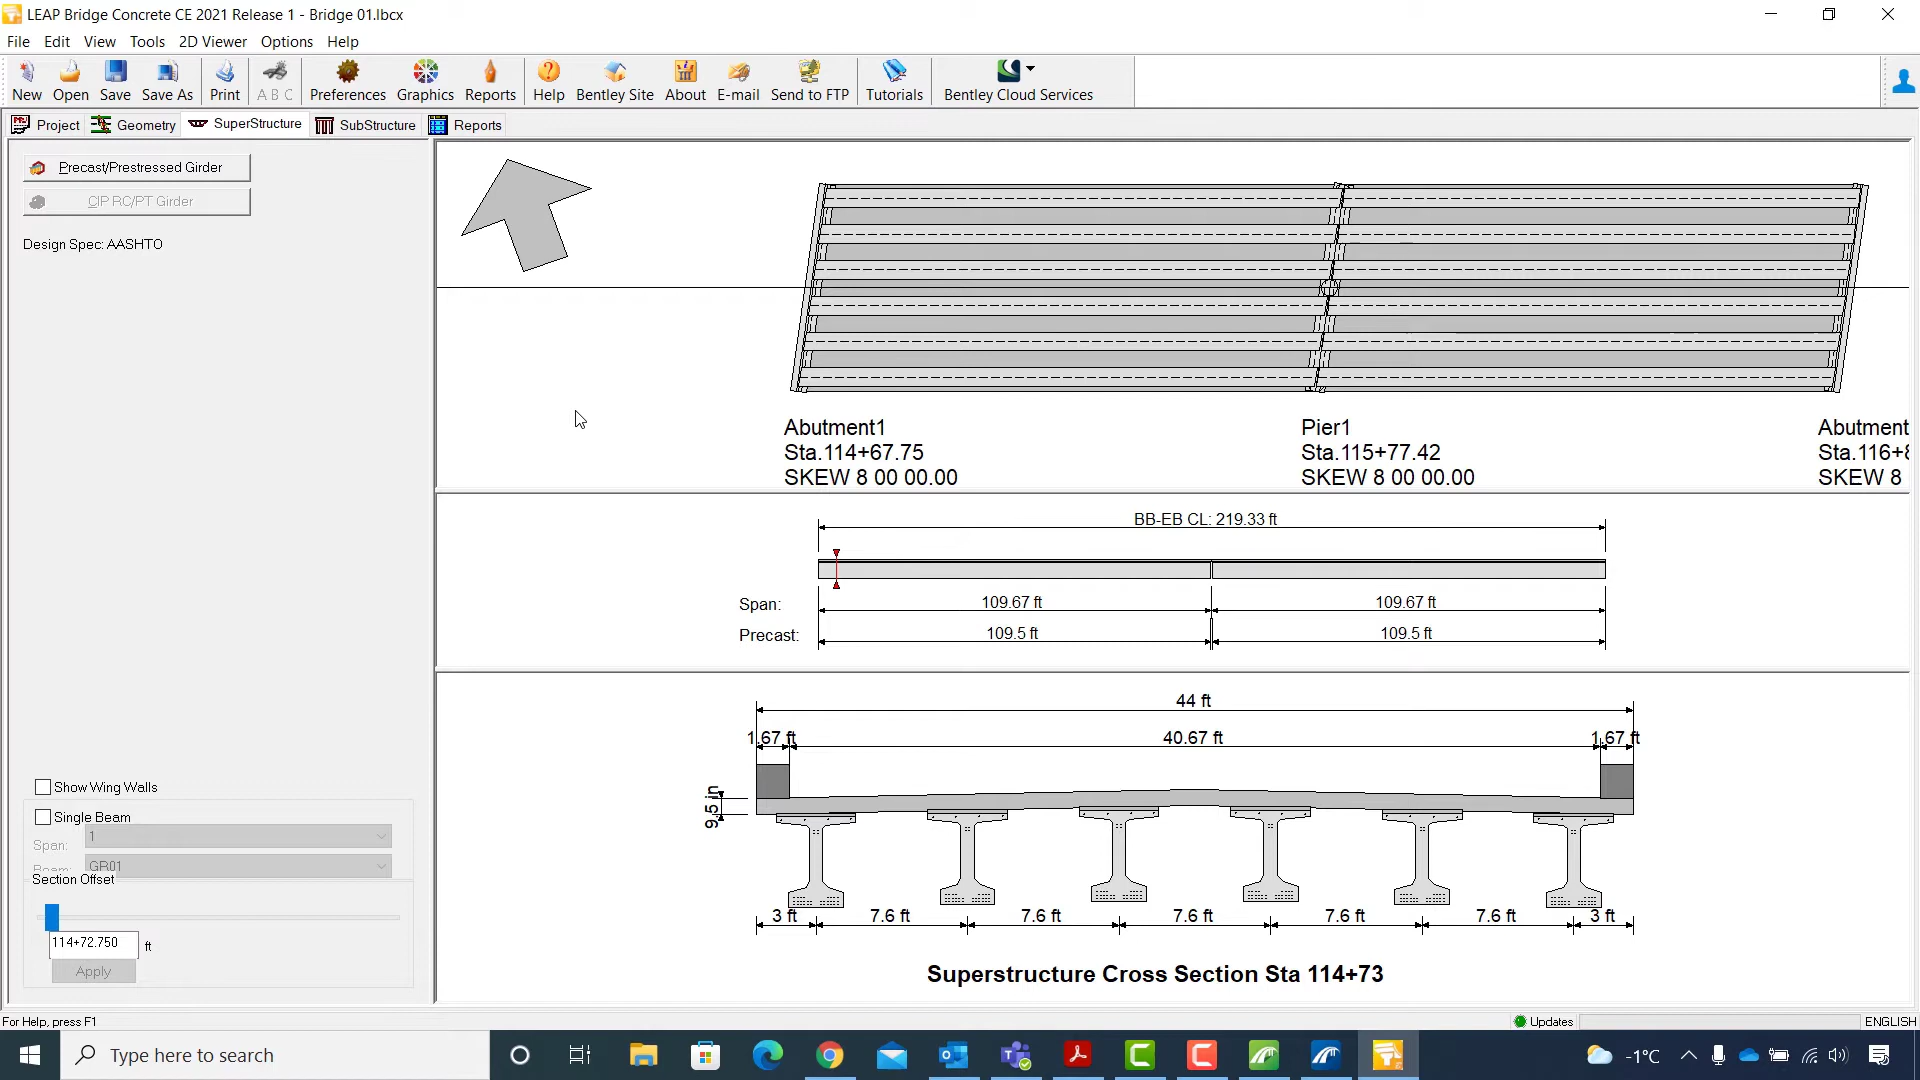 LEAP Bridge Concrete CE 2021 Release 1 - Bridge 01.lbcx
File Edit View Tools 2D Viewer Options Help
New Open Save Save As Print A B C Preferences Graphics Reports Help Bentley Site About E-mail Send to FTP Tutorials Bentley Cloud Services
Project Geometry SuperStructure SubStructure Reports
Precast/Prestressed Girder
CIP RC/PT Girder
Design Spec: AASHTO
Abutment1 Pier1 Abutment
Sta.114+67.75 Sta.115+77.42 Sta.116+
SKEW 8 00 00.00 SKEW 8 00 00.00 SKEW 8
BB-EB CL: 219.33 ft
Span: 109.67 ft 109.67 ft
Precast: 109.5 ft 109.5 ft
44 ft
1.67 ft 40.67 ft 1.67 ft
9.5 in
3 ft 7.6 ft 7.6 ft 7.6 ft 7.6 ft 7.6 ft 3 ft
Superstructure Cross Section Sta 114+73
Show Wing Walls
Single Beam
Span: 1
GR01
Section Offset
114+72.750 ft
Apply
For Help, press F1 Updates ENGLISH
Type here to search -1°C